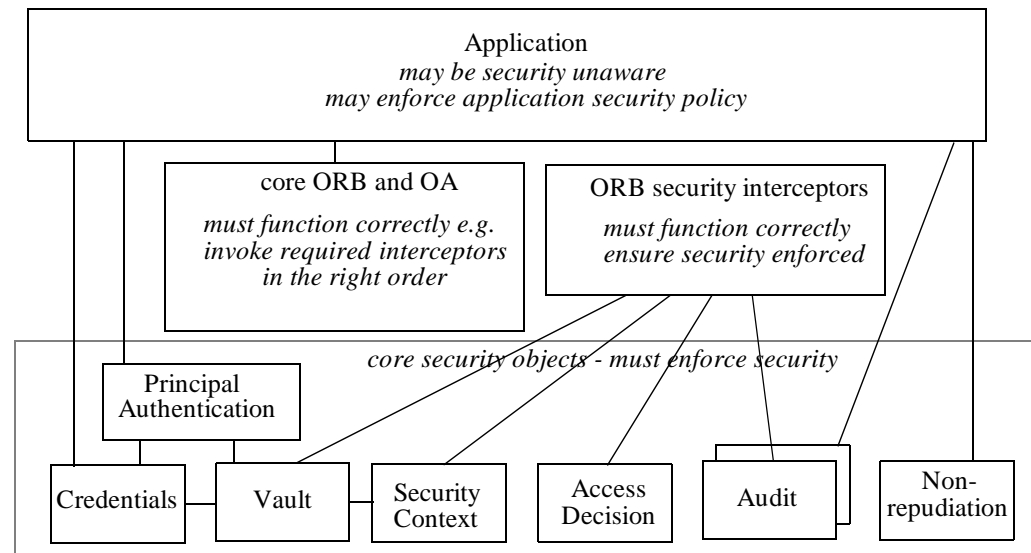 Application
may be security unaware
may enforce application security policy
core ORB and OA
must function correctly e.g.
invoke required interceptors
in the right order
ORB security interceptors
must function correctly
ensure security enforced
core security objects - must enforce security
Principal
Authentication
Credentials
Vault
Security
Context
Access
Decision
Audit
Non-
repudiation